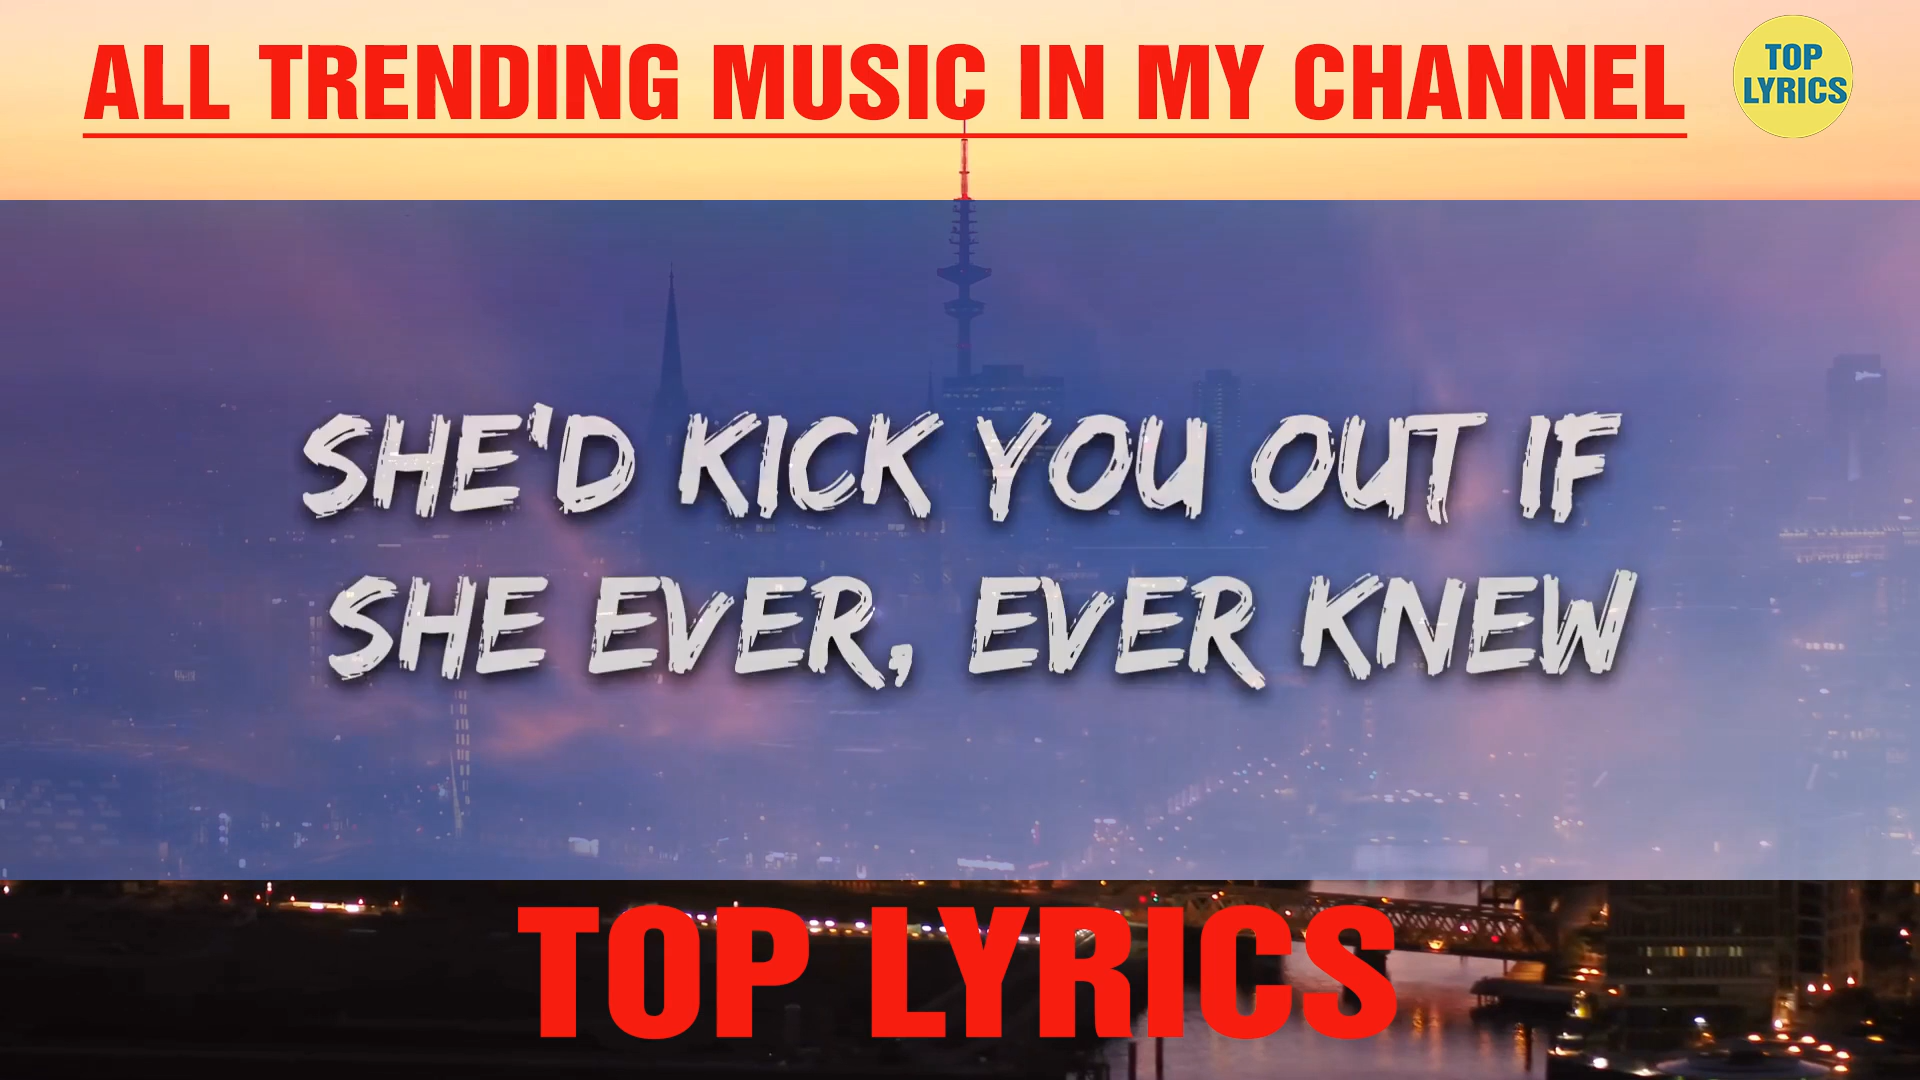 ALL TRENDING MUSIC IN MY CHANNEL
TOP
LYRICS
SHE'D KICK YOU OUT IF
SHE EVER, EVER KNEW
TOP LYRICS